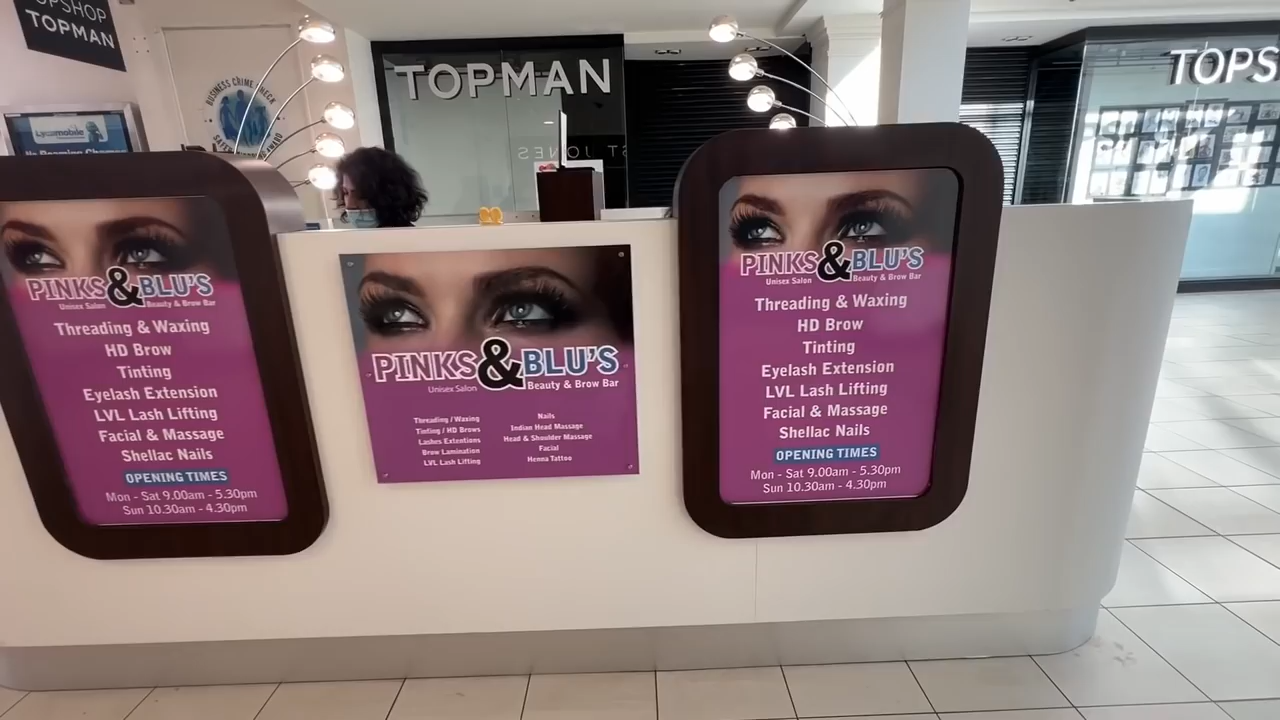 TOPSHOP
TOPMAN
BUSINESS CRIME
Lycamobile
TOPMAN
ST JONES
TOPS
PINKS & BLU'S
Unisex Salon Beauty & Brow Bar
Threading & Waxing
HD Brow
Tinting
Eyelash Extension
LVL Lash Lifting
Facial & Massage
Shellac Nails
OPENING TIMES
Mon - Sat 9.00am - 5.30pm
Sun 10.30am - 4.30pm
PINKS & BLU'S
Unisex Salon Beauty & Brow Bar
Threading / Waxing
Tinting / HD Brows
Lashes Extentions
Brow Lamination
LVL Lash Lifting
Nails
Indian Head Massage
Head & Shoulder Massage
Facial
Henna Tattoo
PINKS & BLU'S
Unisex Salon Beauty & Brow Bar
Threading & Waxing
HD Brow
Tinting
Eyelash Extension
LVL Lash Lifting
Facial & Massage
Shellac Nails
OPENING TIMES
Mon - Sat 9.00am - 5.30pm
Sun 10.30am - 4.30pm